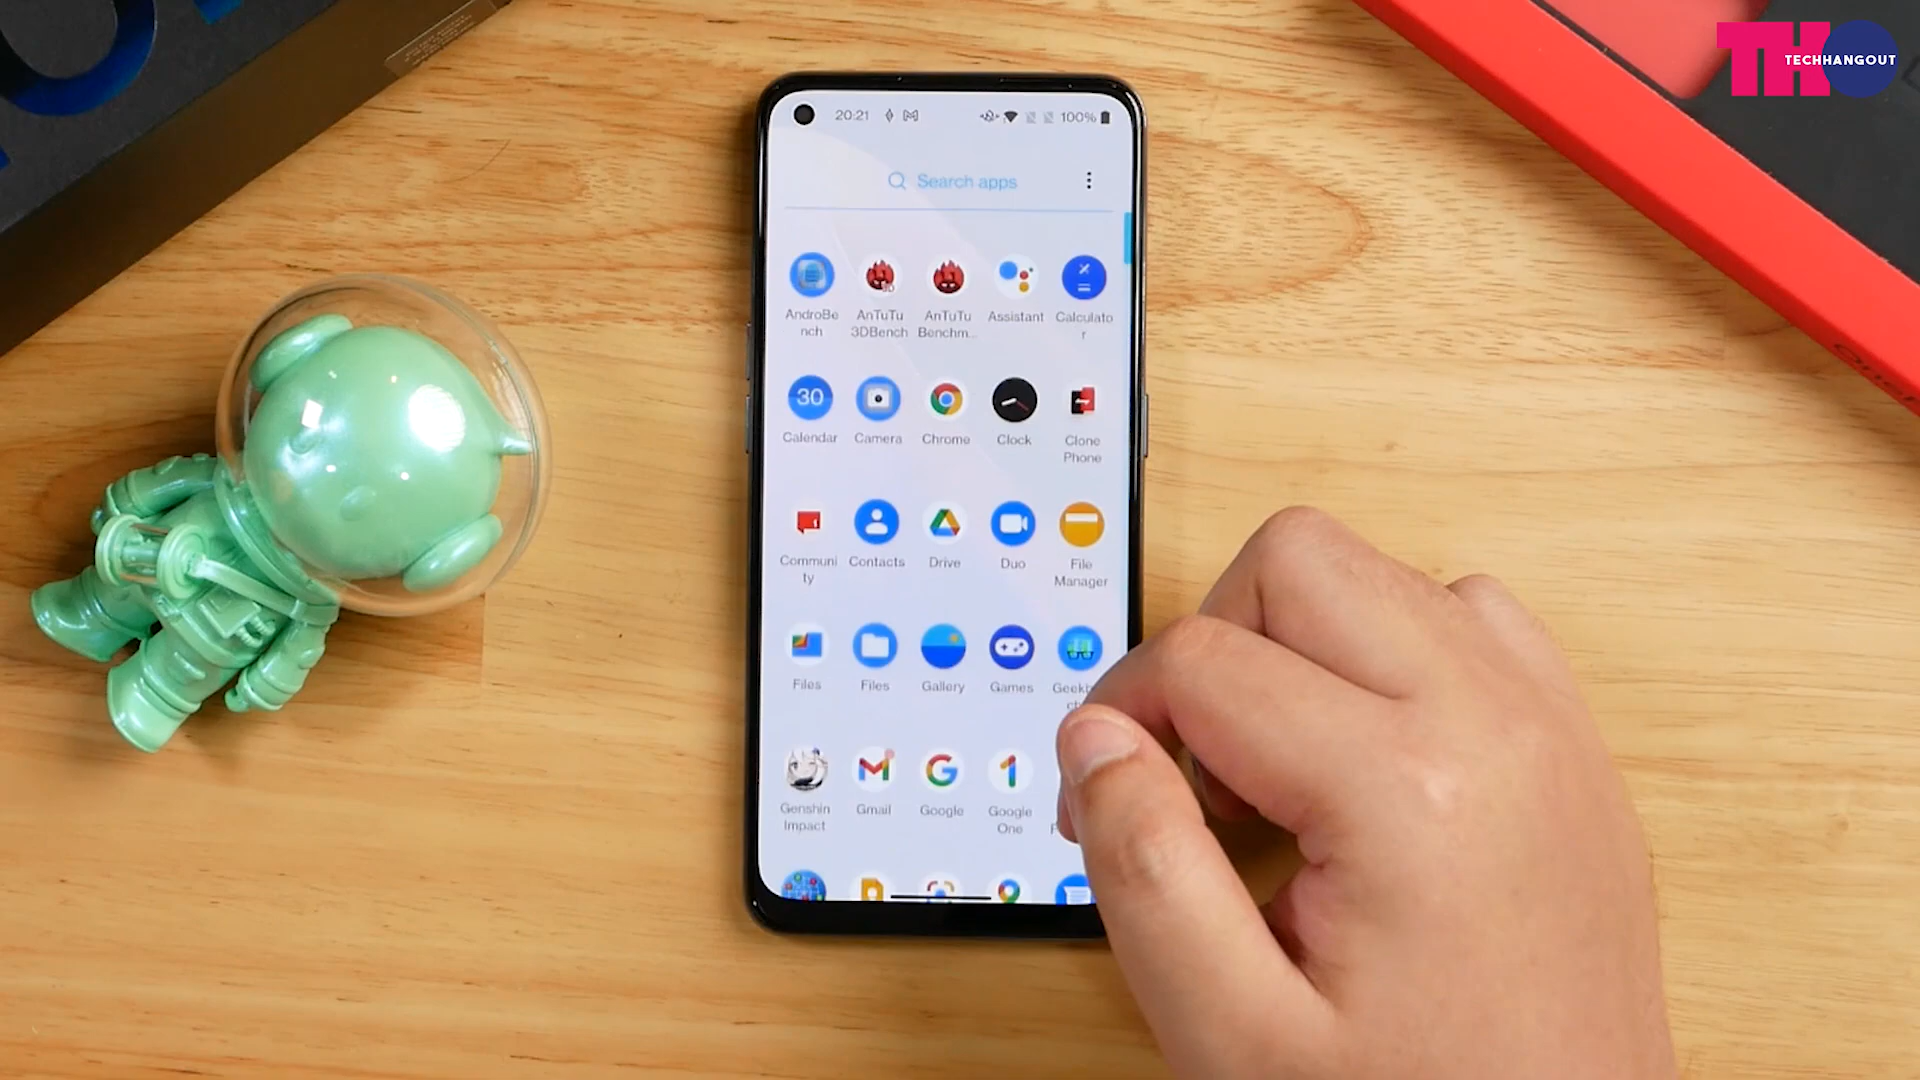 TECHHANGOUT
20:21
100%
Search apps
AndroBe
nch
AnTuTu
3DBench
AnTuTu
Benchm...
Assistant
Calculato
r
30
Calendar
Camera
Chrome
Clock
Clone
Phone
Communi
ty
Contacts
Drive
Duo
File
Manager
Files
Files
Gallery
Games
Genshin
Impact
Gmail
Google
Google
One